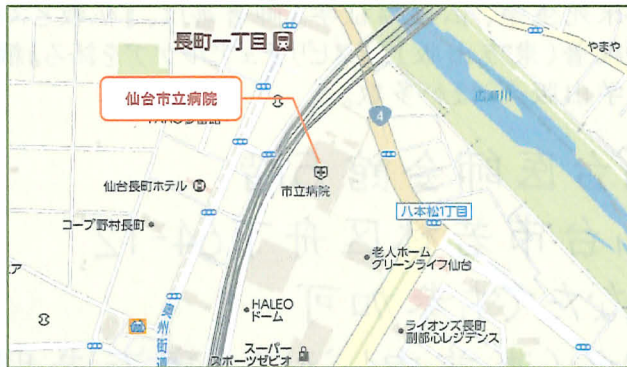 長町一丁目
やまや
仙台市立病院
広瀬川
4
仙台長町ホテル
市立病院
八本松1丁目
コープ野村長町
老人ホーム
グリーンライフ仙台
ア
HALEO
ドーム
奥州街道
ライオンズ長町
副都心レジデンス
スーパー
スポーツゼビオ